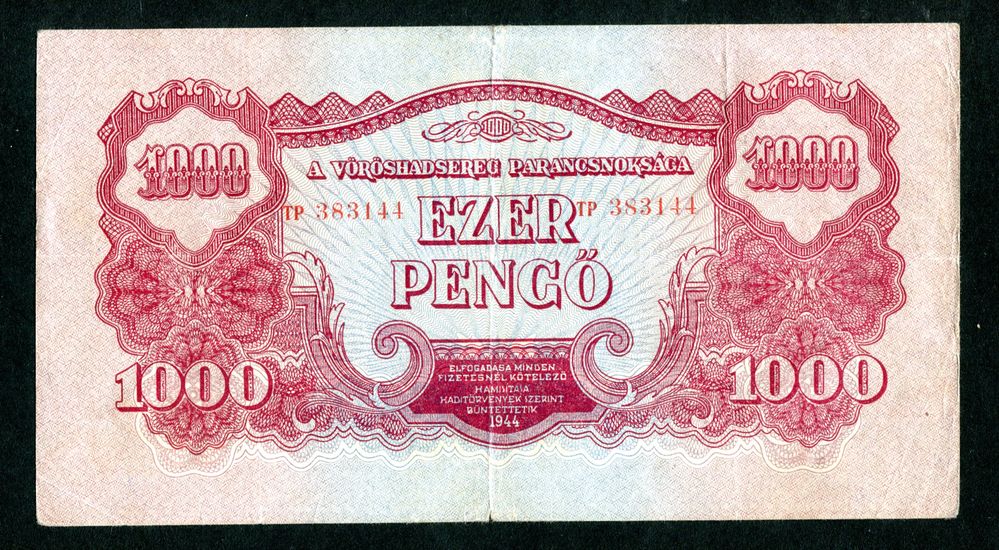 1000 1000
A VÖRÖSHADSEREG PARANCSNOKSÁGA
TP 383144 TP 383144
EZER
PENGŐ
ELFOGADÁSA MINDEN
FIZETÉSNÉL KÖTELEZŐ
HAMISÍTÁSA
HADITÖRVÉNYEK SZERINT
BÜNTETTETIK
1944
1000 1000